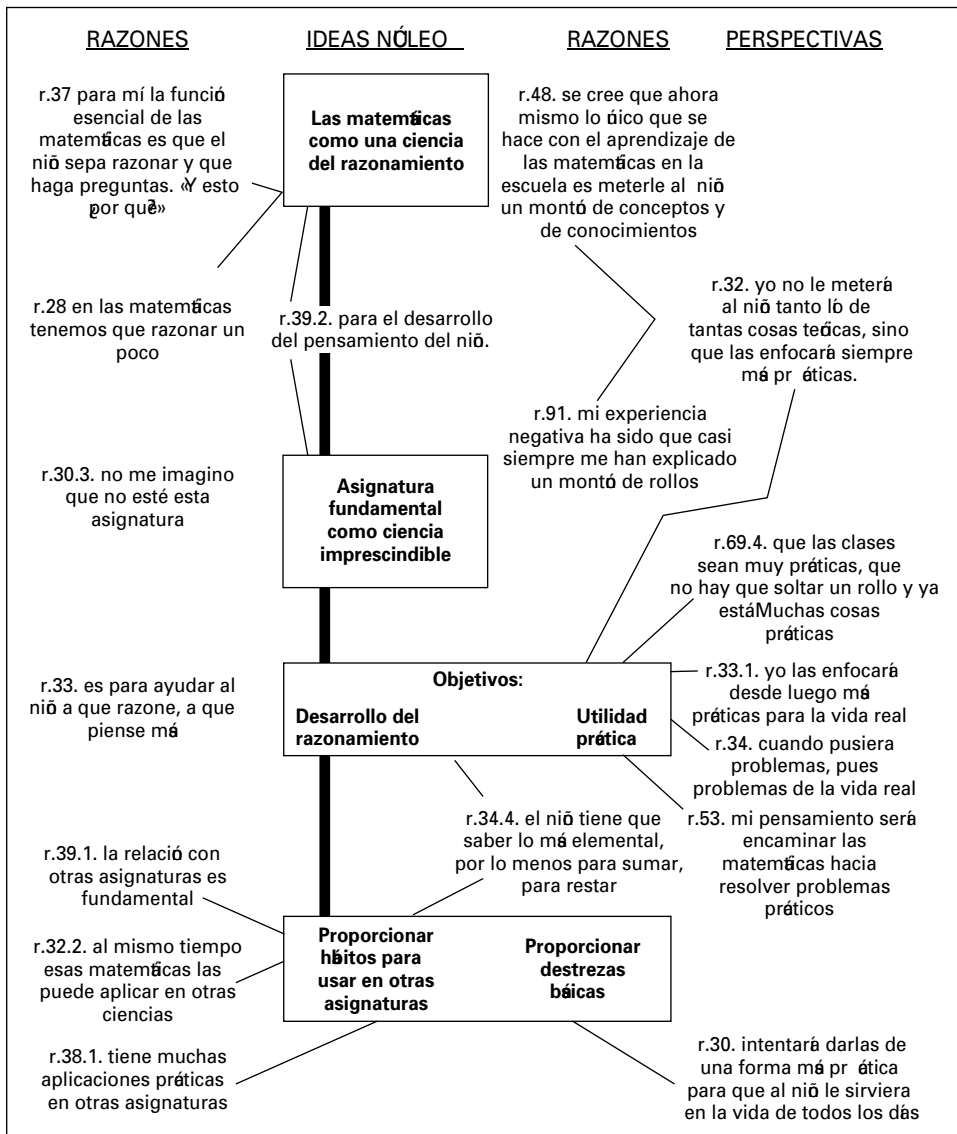 RAZONES
IDEAS NÚCLEO
RAZONES
PERSPECTIVAS
r.37 para mí la función
esencial de las
matemáticas es que el
niño sepa razonar y que
haga preguntas. «Y esto
¿por qué?»
r.28 en las matemáticas
tenemos que razonar un
poco
r.30.3. no me imagino
que no esté esta
asignatura
r.33. es para ayudar al
niño a que razone, a que
piense más
r.39.1. la relación con
otras asignaturas es
fundamental
r.32.2. al mismo tiempo
esas matemáticas las
puede aplicar en otras
ciencias
r.38.1. tiene muchas
aplicaciones prácticas
en otras asignaturas
Las matemáticas
como una ciencia
del razonamiento
r.39.2. para el desarrollo
del pensamiento del niño.
Asignatura
fundamental
como ciencia
imprescindible
Objetivos:
Desarrollo del
razonamiento
Utilidad
práctica
r.34.4. el niño tiene que
saber lo más elemental,
por lo menos para sumar,
para restar
Proporcionar
hábitos para
usar en otras
asignaturas
Proporcionar
destrezas
básicas
r.48. se cree que ahora
mismo lo único que se
hace con el aprendizaje de
las matemáticas en la
escuela es meterle al niño
un montón de conceptos y
de conocimientos
r.91. mi experiencia
negativa ha sido que casi
siempre me han explicado
un montón de rollos
r.32. yo no le metería
al niño tanto lío de
tantas cosas teóricas, sino
que las enfocaría siempre
más prácticas.
r.69.4. que las clases
sean muy prácticas, que
no hay que soltar un rollo y ya
está. Muchas cosas
prácticas
r.33.1. yo las enfocaría
desde luego más
prácticas para la vida real
r.34. cuando pusiera
problemas, pues
problemas de la vida real
r.53. mi pensamiento sería
encaminar las
matemáticas hacia
resolver problemas
prácticos
r.30. intentaría darlas de
una forma más práctica
para que al niño le sirviera
en la vida de todos los días